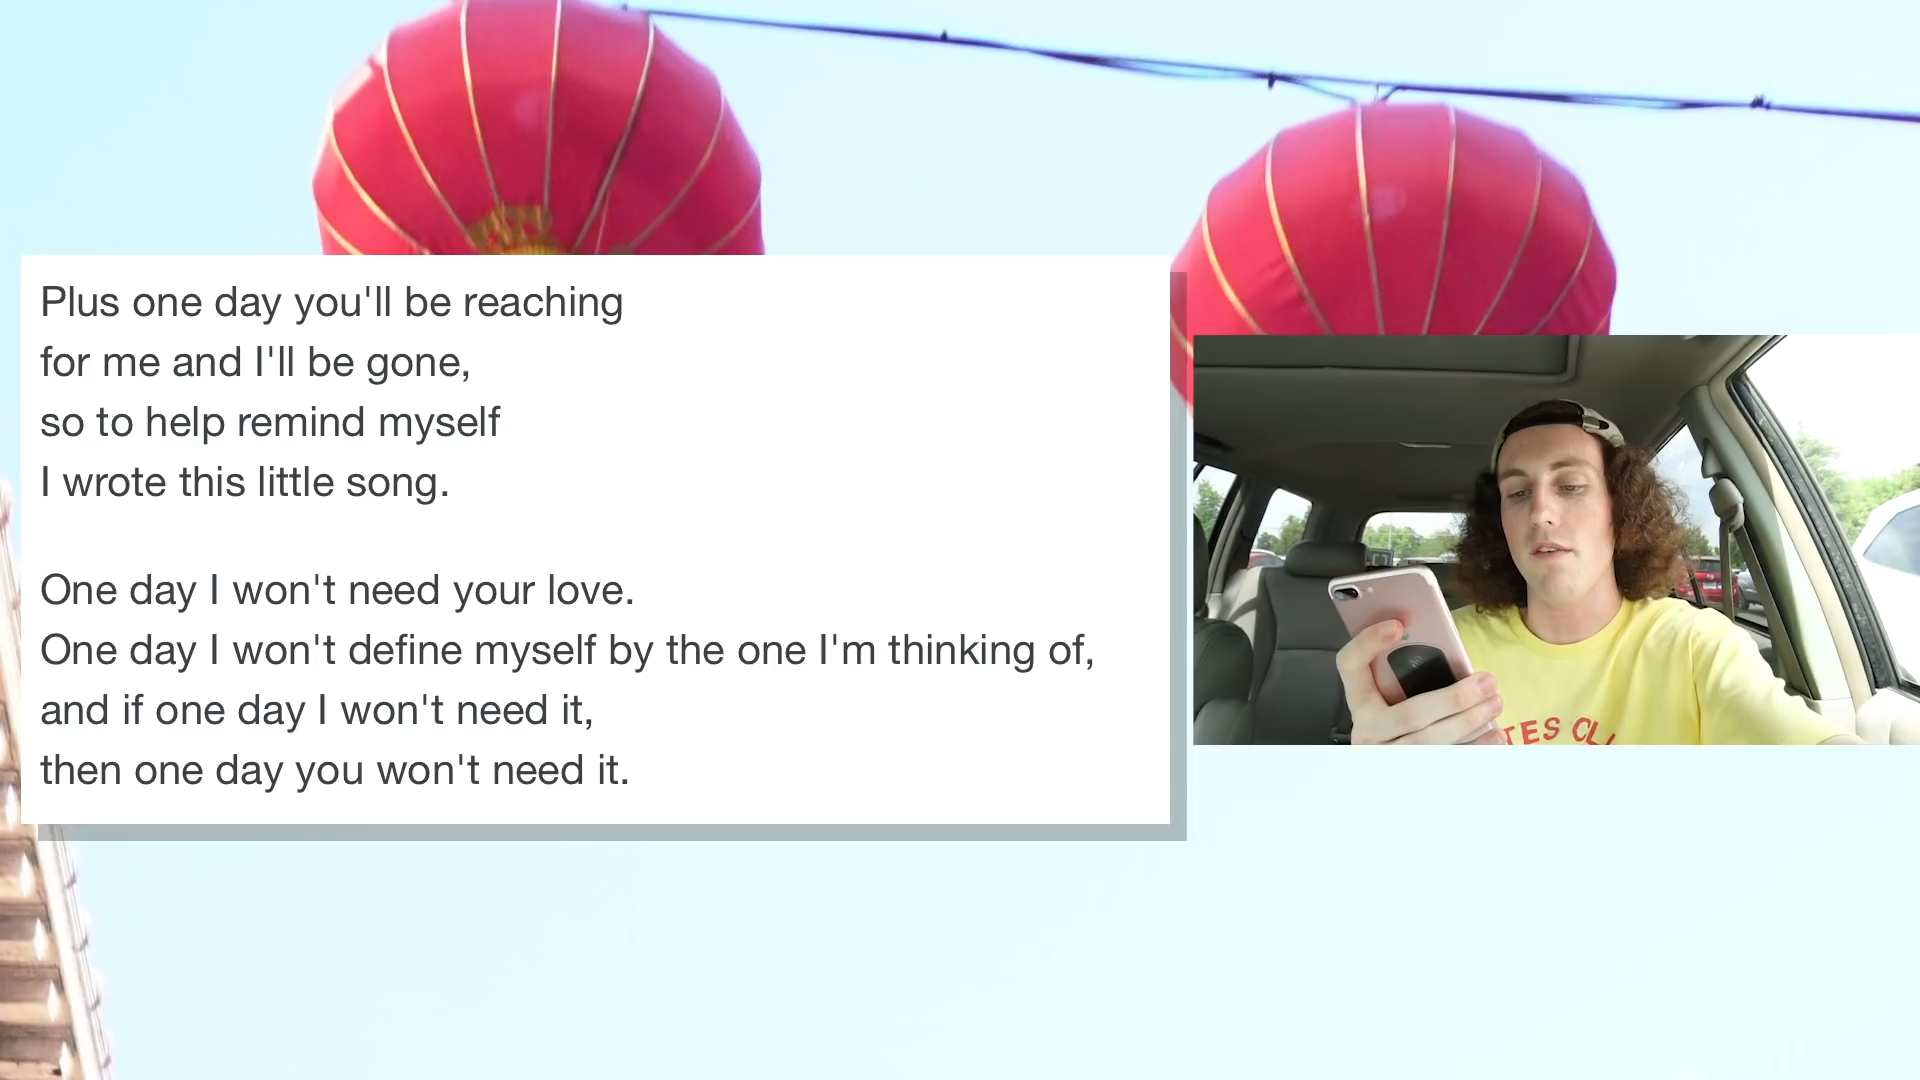 Plus one day you'll be reaching
for me and I'll be gone,
so to help remind myself
I wrote this little song.
One day I won't need your love.
One day I won't define myself by the one I'm thinking of,
and if one day I won't need it,
then one day you won't need it.